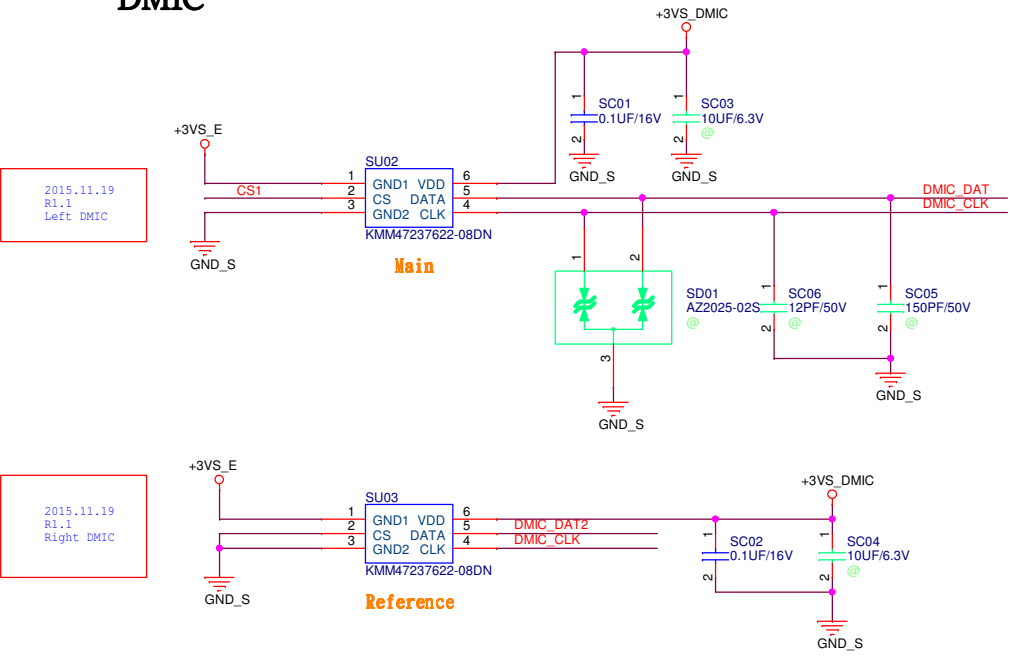 DMIC
+3VS_DMIC
1
SC01
0.1UF/16V
2
GND_S
1
SC03
10UF/6.3V
@
2
GND_S
+3VS_E
2015.11.19
R1.1
Left DMIC
CS1
GND_S
SU02
1 GND1 VDD 6
2 CS DATA 5
3 GND2 CLK 4
KMM47237622-08DN
Main
DMIC_DAT
DMIC_CLK
1
2
3
SD01
AZ2025-02S
@
GND_S
1
SC06
12PF/50V
@
2
1
SC05
150PF/50V
@
2
GND_S
+3VS_E
2015.11.19
R1.1
Right DMIC
GND_S
SU03
1 GND1 VDD 6
2 CS DATA 5
3 GND2 CLK 4
KMM47237622-08DN
Reference
DMIC_DAT2
DMIC_CLK
+3VS_DMIC
1
SC02
0.1UF/16V
2
1
SC04
10UF/6.3V
@
2
GND_S